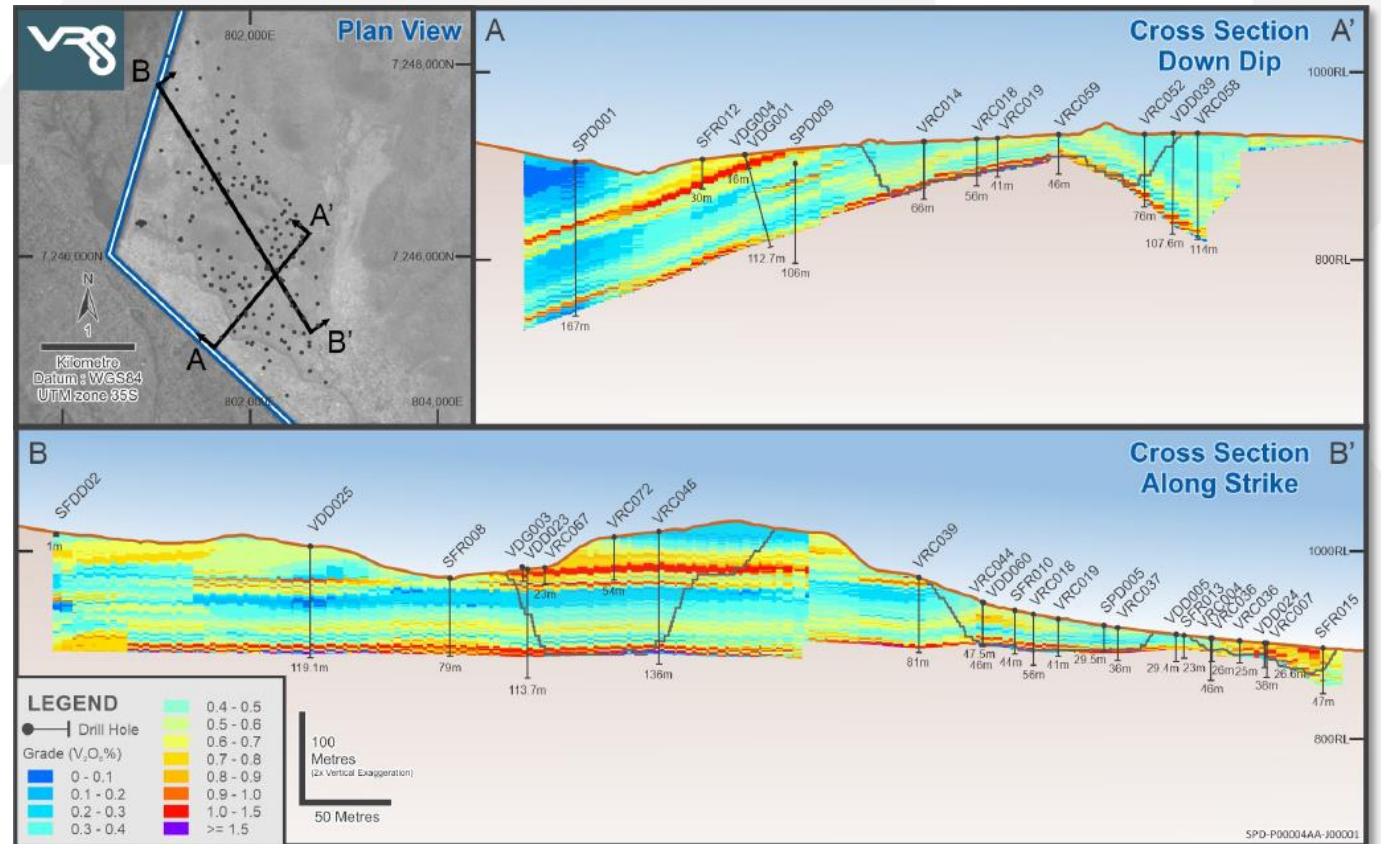 VR8
Plan View
802,000E
7,248,000N
B
A'
7,246,000N
7,246,000N
N
1
Kilometre
Datum : WGS84
UTM zone 35S
A
B'
802,000E
804,000E
A
Cross Section
Down Dip
A'
1000RL
SPD001
SFR012
VDG004
VDG001
SPD009
VRC014
VRC018
VRC019
VRC059
VRC052
VDD039
VRC058
16m
30m
112.7m
106m
66m
56m
41m
46m
76m
107.6m
114m
167m
800RL
B
Cross Section
Along Strike
B'
SFDD02
VDD025
SFR008
VDG003
VDD023
VRC067
VRC072
VRC046
VRC039
VRC044
VDD060
SFR010
VRC018
VRC019
SPD005
VRC037
VDD005
SFR013
VRC036
VDD024
VRC007
SFR015
1m
1000RL
23m
54m
119.1m
79m
113.7m
136m
81m
47.5m
46m
44m
56m
41m
29.5m
36m
29.4m
23m
46m
26m
25m
38m
47m
800RL
LEGEND
Drill Hole
Grade (V₂O₅%)
0 - 0.1
0.1 - 0.2
0.2 - 0.3
0.3 - 0.4
0.4 - 0.5
0.5 - 0.6
0.6 - 0.7
0.7 - 0.8
0.8 - 0.9
0.9 - 1.0
1.0 - 1.5
>= 1.5
100
Metres
(2x Vertical Exaggeration)
50 Metres
SPD-P00004AA-J00001